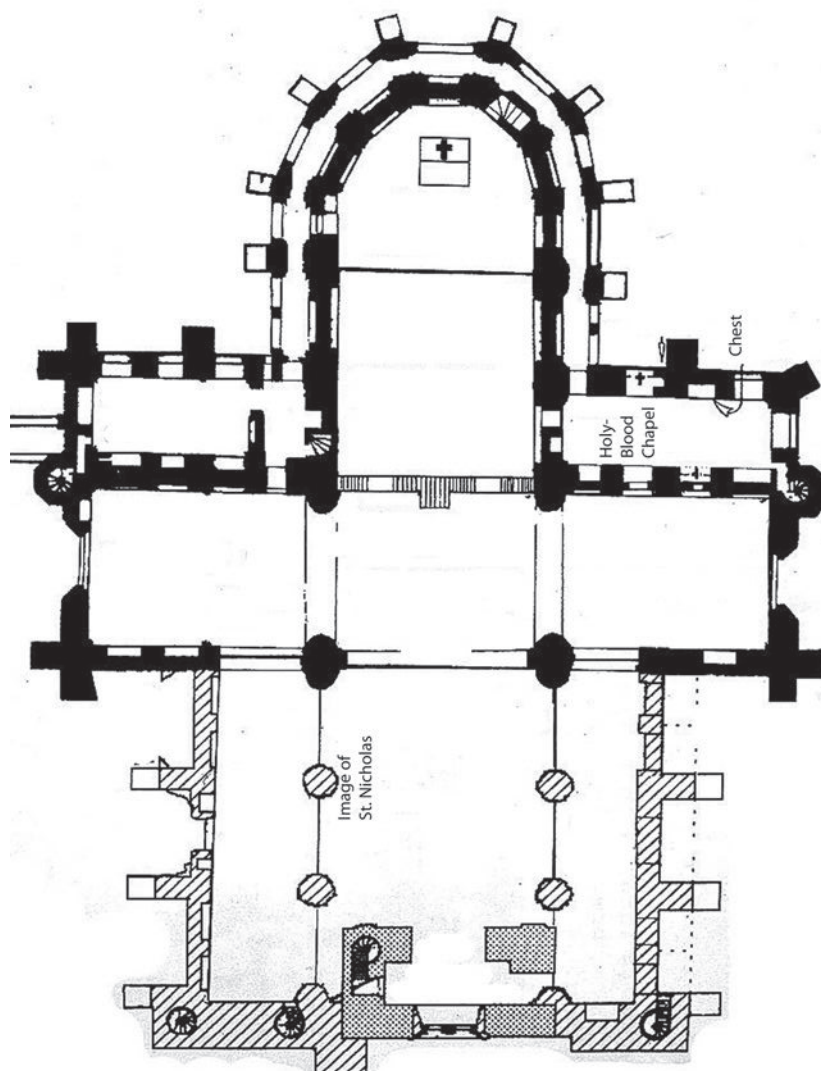 Holy-
Blood
Chapel
Chest
Image of
St. Nicholas